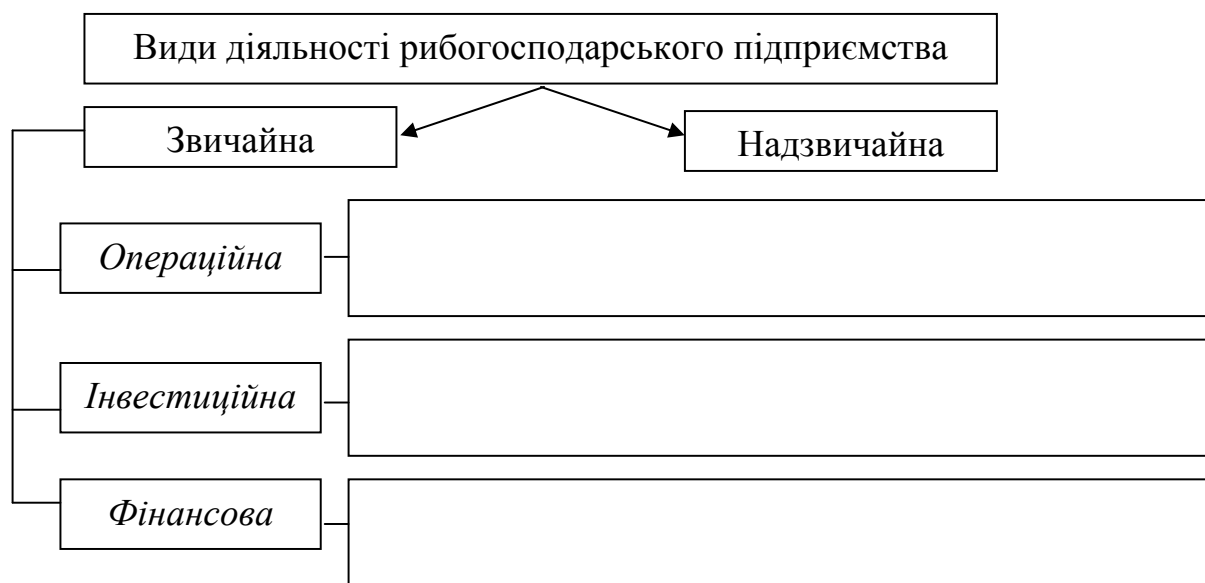 Види діяльності рибогосподарського підприємства
Звичайна
Надзвичайна
Операційна
Інвестиційна
Фінансова